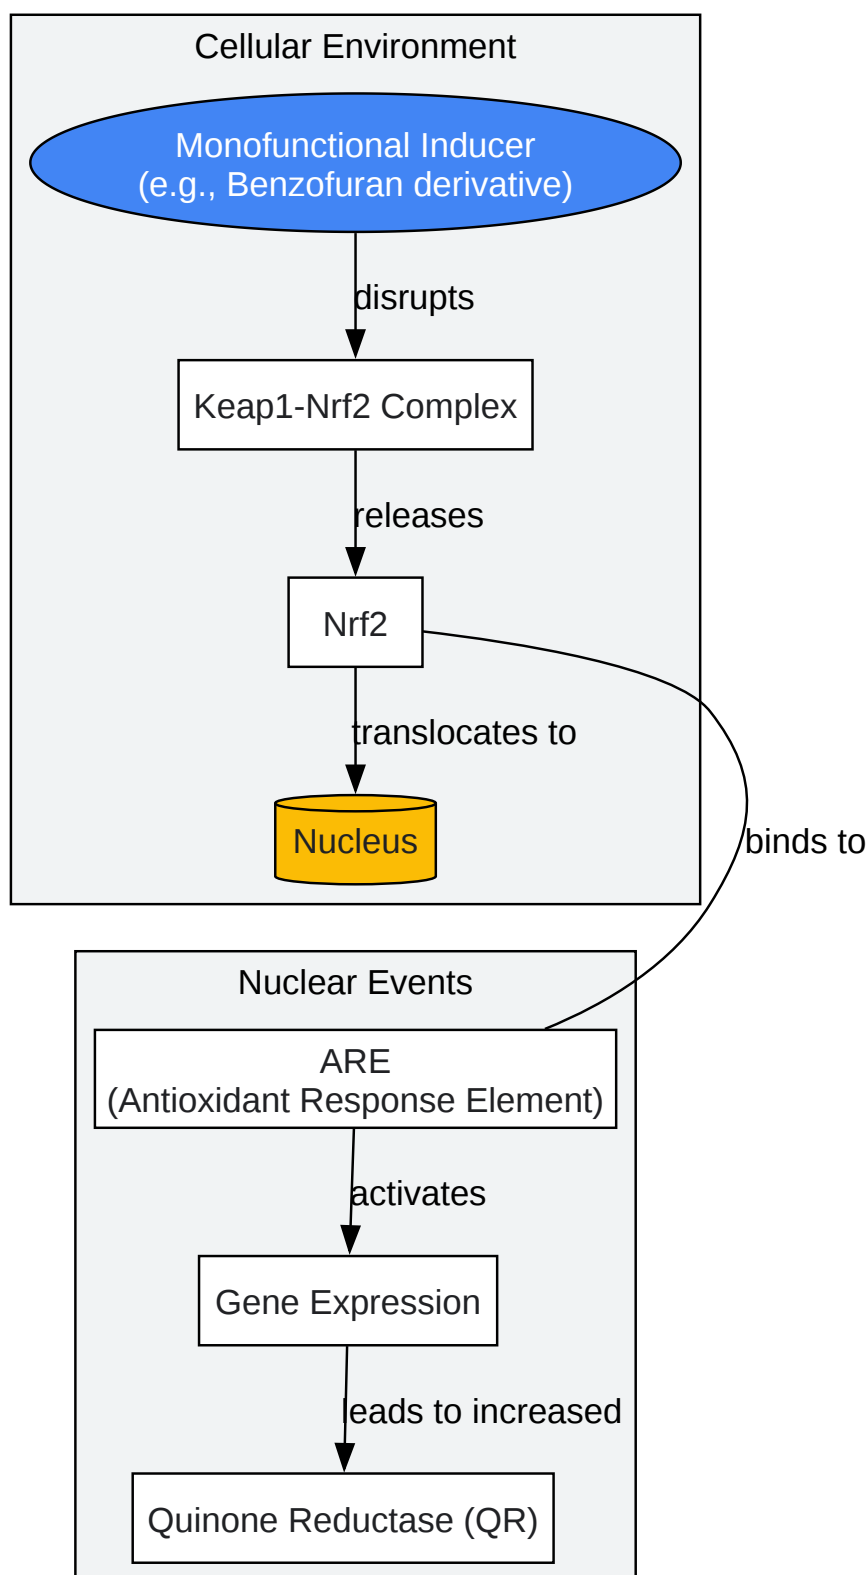 Cellular Environment
Monofunctional Inducer
(e.g., Benzofuran derivative)
disrupts
Keap1-Nrf2 Complex
releases
Nrf2
translocates to
Nucleus
binds to
Nuclear Events
ARE
(Antioxidant Response Element)
activates
Gene Expression
leads to increased
Quinone Reductase (QR)